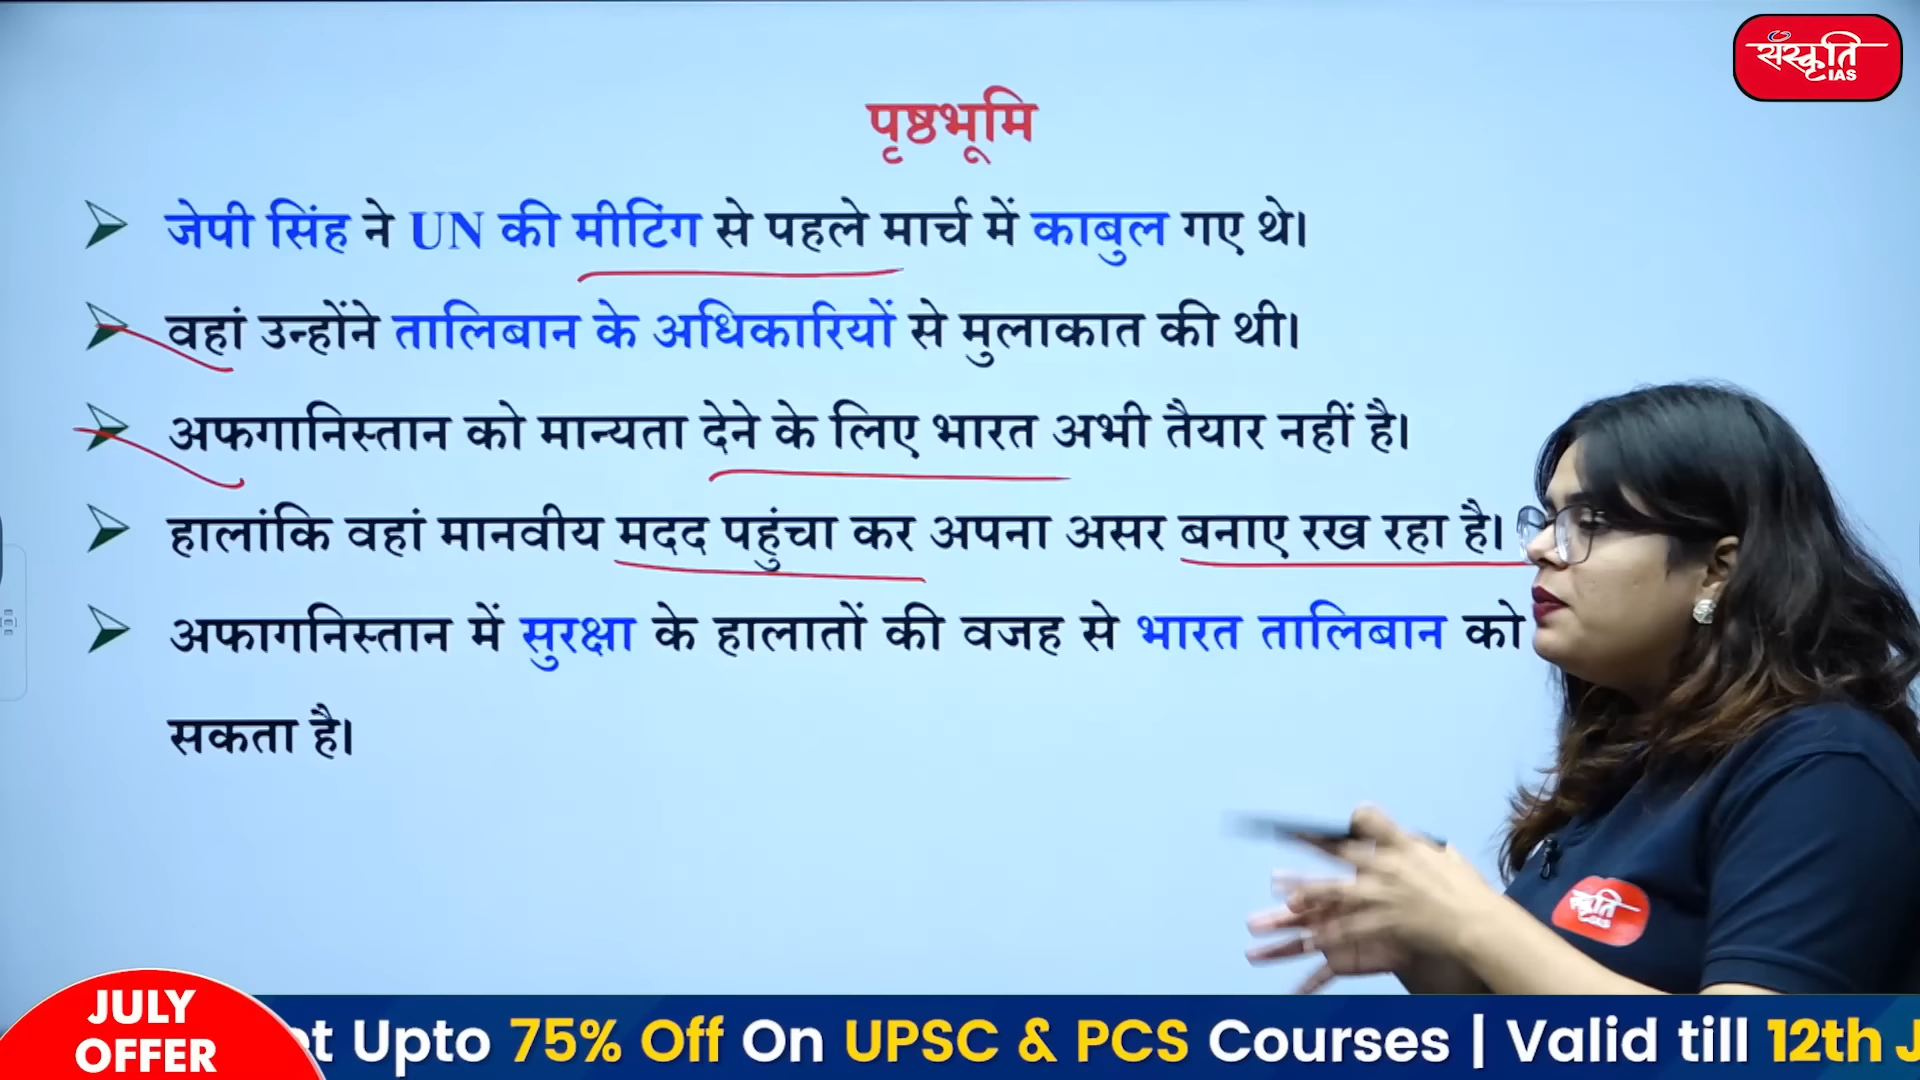 संस्कृति
IAS
पृष्ठभूमि
जेपी सिंह ने UN की मीटिंग से पहले मार्च में काबुल गए थे।
वहां उन्होंने तालिबान के अधिकारियों से मुलाकात की थी।
अफगानिस्तान को मान्यता देने के लिए भारत अभी तैयार नहीं है।
हालांकि वहां मानवीय मदद पहुंचा कर अपना असर बनाए रख रहा है।
अफागनिस्तान में सुरक्षा के हालातों की वजह से भारत तालिबान को
सकता है।
JULY
OFFER
Upto 75% Off On UPSC & PCS Courses | Valid till 12th